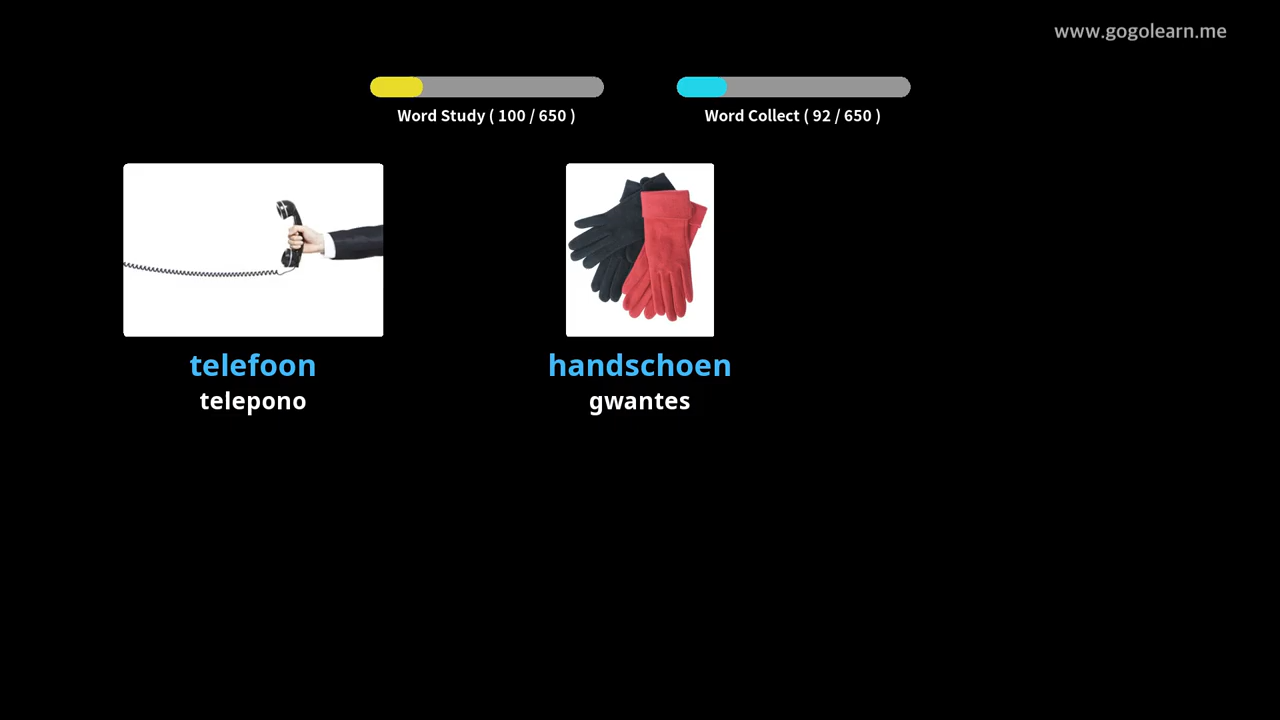 www.gogolearn.me
Word Study ( 100 / 650 )
Word Collect ( 92 / 650 )
telefoon
telepono
handschoen
gwantes